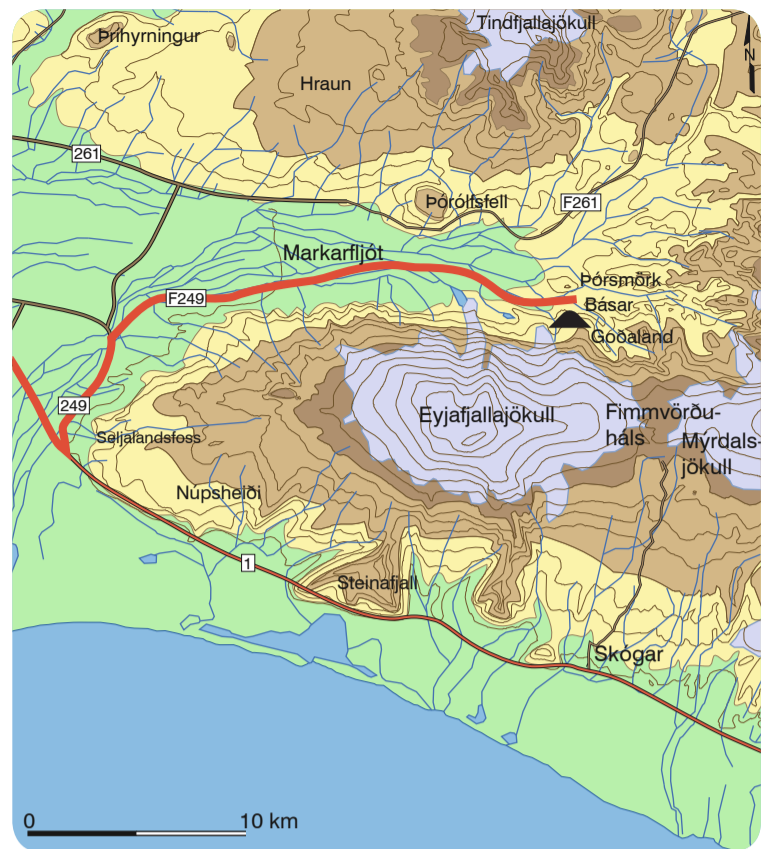 Tindfjallajökull
Þríhyrningur
N
Hraun
261
Þórólfsfell
F261
Markarfljót
Þórsmörk
F249
Básar
Goðaland
249
Eyjafjallajökull
Fimmvörðu-
háls
Mýrdals-
jökull
Seljalandsfoss
Núpsheiði
1
Steinafjall
Skógar
0
10 km